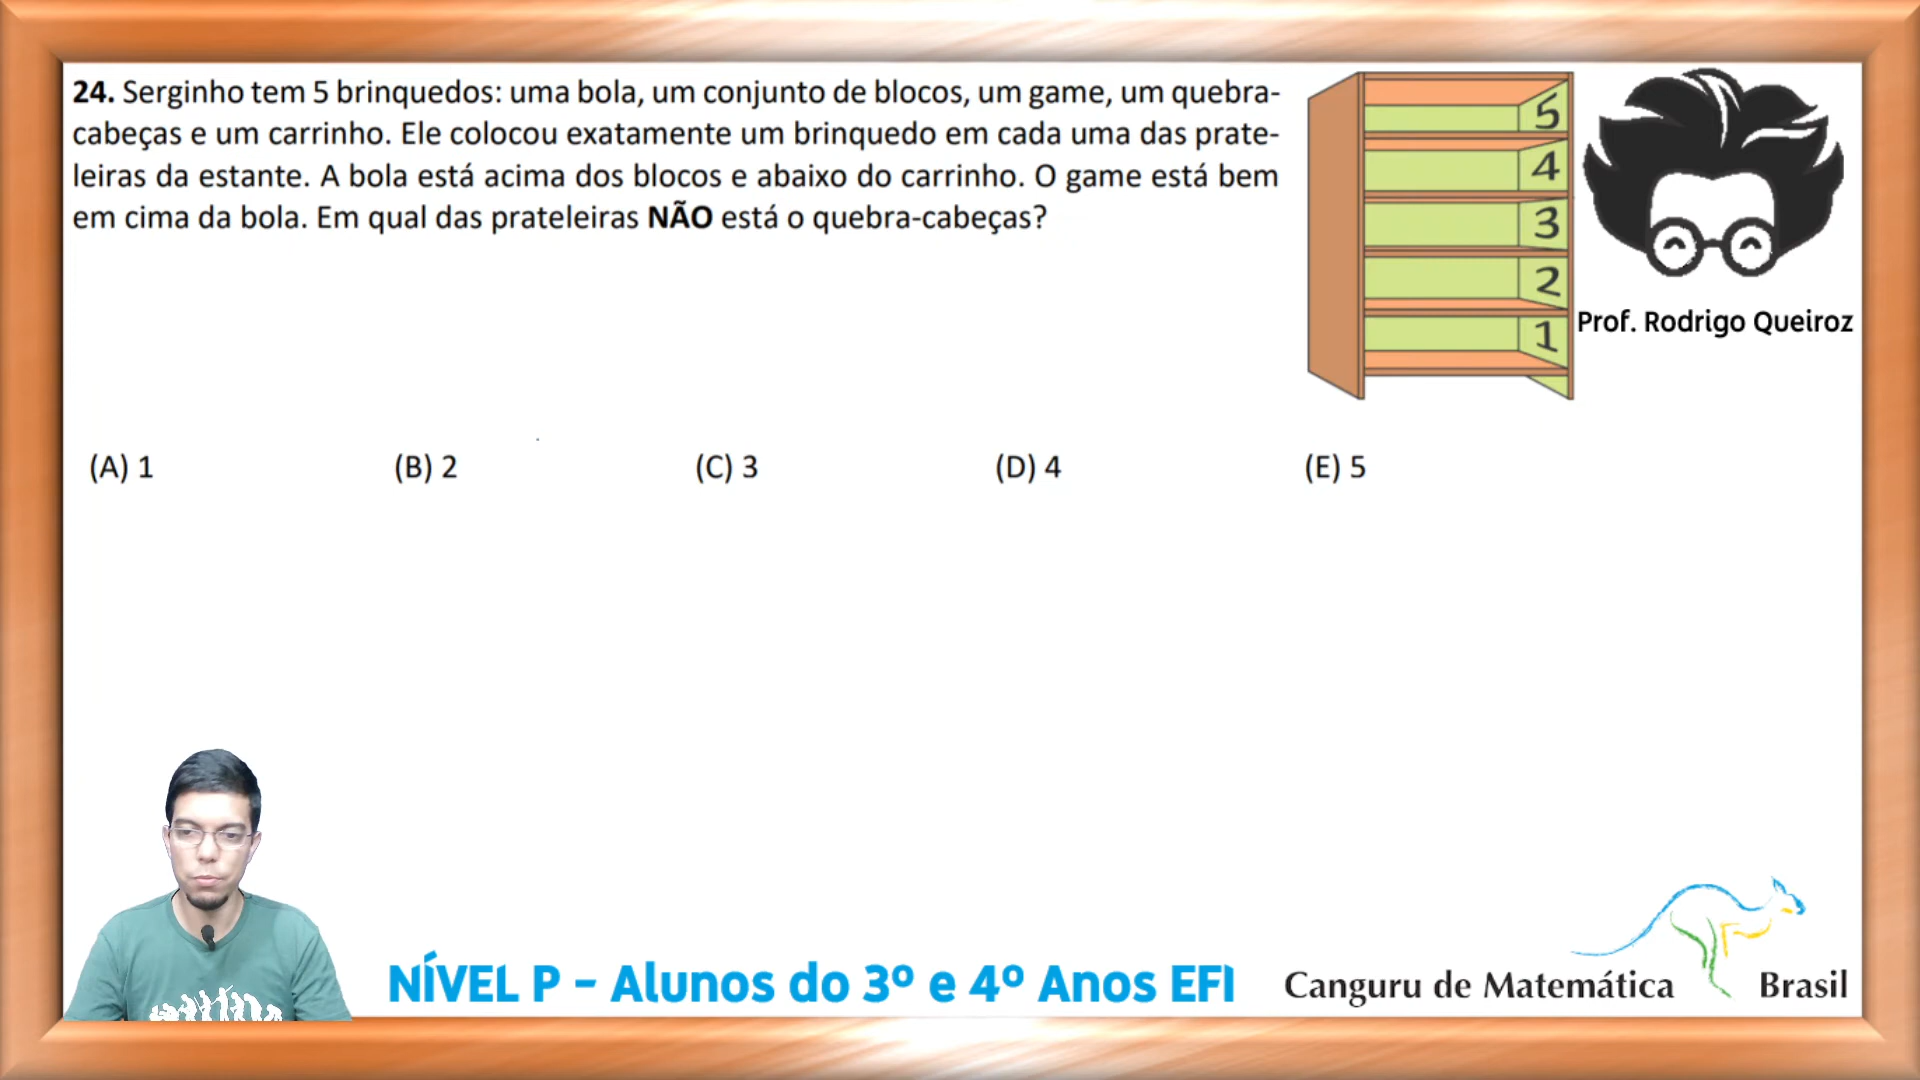 24. Serginho tem 5 brinquedos: uma bola, um conjunto de blocos, um game, um quebra-
cabeças e um carrinho. Ele colocou exatamente um brinquedo em cada uma das prate-
leiras da estante. A bola está acima dos blocos e abaixo do carrinho. O game está bem
em cima da bola. Em qual das prateleiras NÃO está o quebra-cabeças?
5
4
3
2
1
Prof. Rodrigo Queiroz
(A) 1 (B) 2 (C) 3 (D) 4 (E) 5
NÍVEL P - Alunos do 3º e 4º Anos EFI
Canguru de Matemática Brasil